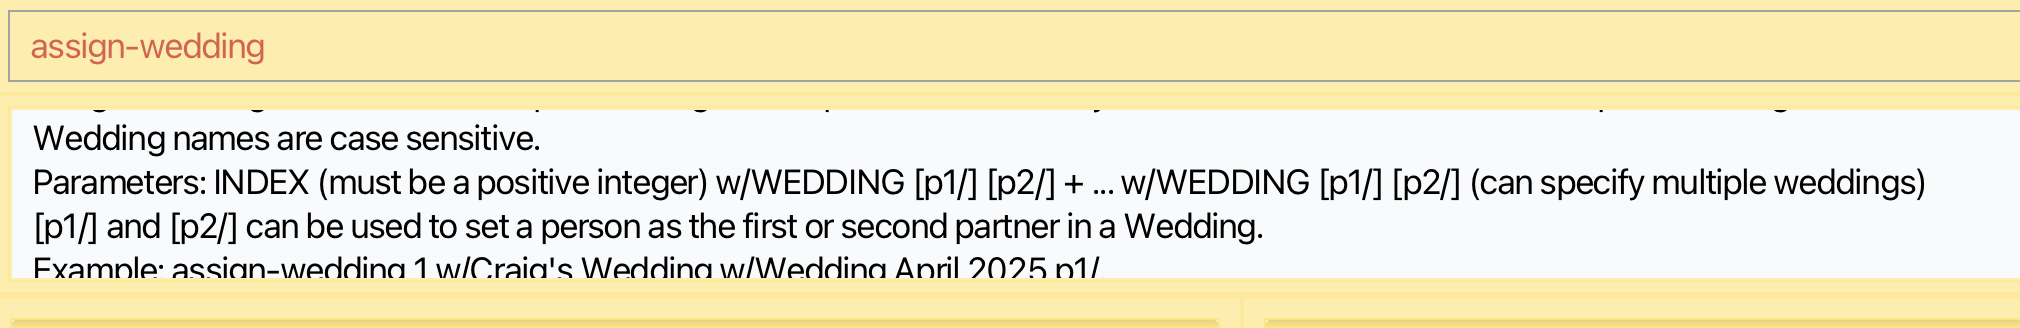 assign-wedding
Wedding names are case sensitive.
Parameters: INDEX (must be a positive integer) w/WEDDING [p1/] [p2/] + ... w/WEDDING [p1/] [p2/] (can specify multiple weddings)
[p1/] and [p2/] can be used to set a person as the first or second partner in a Wedding.
Example: assign-wedding 1 w/Craig's Wedding w/Wedding April 2025 p1/